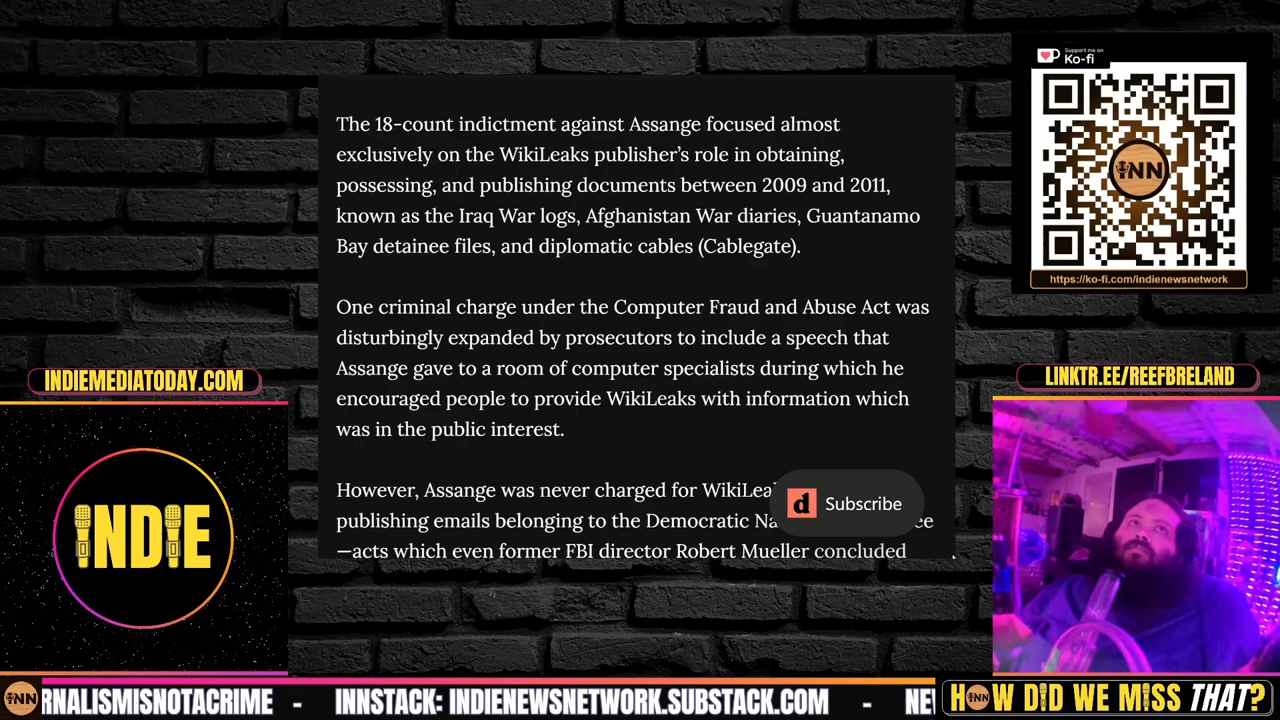 Support me on
Ko-fi
INN
https://ko-fi.com/indienewsnetwork
The 18-count indictment against Assange focused almost
exclusively on the WikiLeaks publisher's role in obtaining,
possessing, and publishing documents between 2009 and 2011,
known as the Iraq War logs, Afghanistan War diaries, Guantanamo
Bay detainee files, and diplomatic cables (Cablegate).
One criminal charge under the Computer Fraud and Abuse Act was
disturbingly expanded by prosecutors to include a speech that
Assange gave to a room of computer specialists during which he
encouraged people to provide WikiLeaks with information which
was in the public interest.
However, Assange was never charged for
publishing emails belonging to the Democratic
—acts which even former FBI director Robert Mueller concluded
d Subscribe
INDIEMEDIATODAY.COM
INDIE
LINKTR.EE/REEFBRELAND
INN
RNALISMISNOTACRIME - INNSTACK: INDIENEWSNETWORK.SUBSTACK.COM -
HOW DID WE MISS THAT?